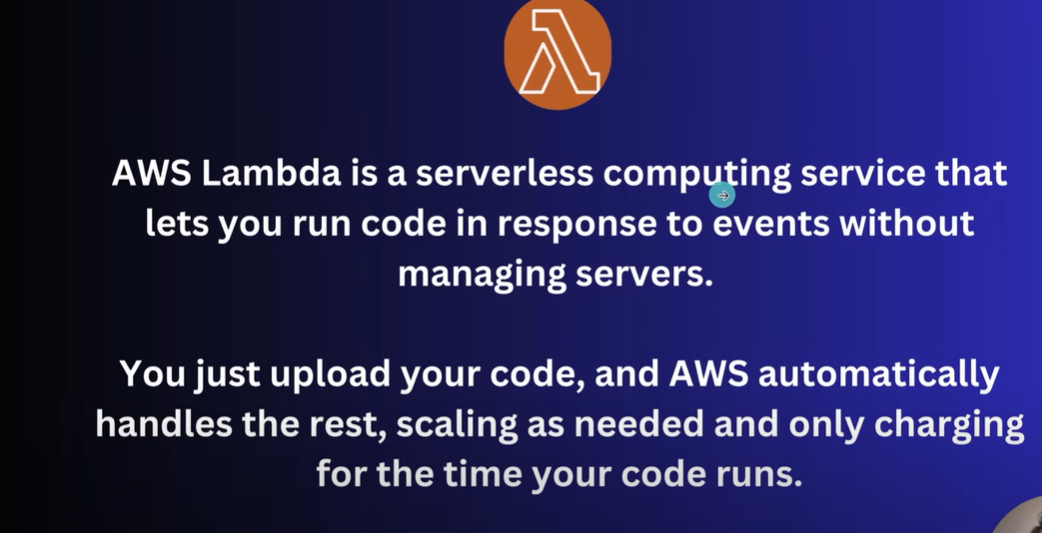 AWS Lambda is a serverless computing service that
lets you run code in response to events without
managing servers.
You just upload your code, and AWS automatically
handles the rest, scaling as needed and only charging
for the time your code runs.